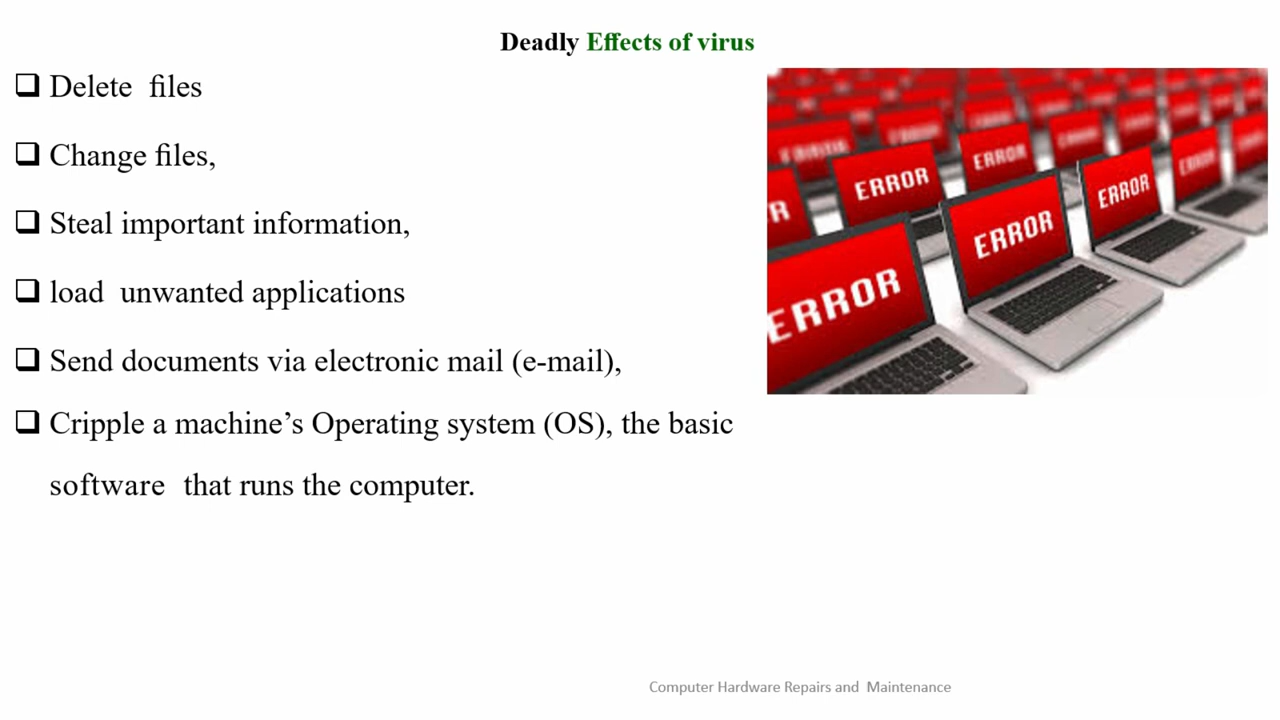 Deadly Effects of virus
❑ Delete files
❑ Change files,
❑ Steal important information,
❑ load unwanted applications
❑ Send documents via electronic mail (e-mail),
❑ Cripple a machine's Operating system (OS), the basic
software that runs the computer.
ERROR
ERROR
ERROR
ERROR
ERROR
Computer Hardware Repairs and Maintenance